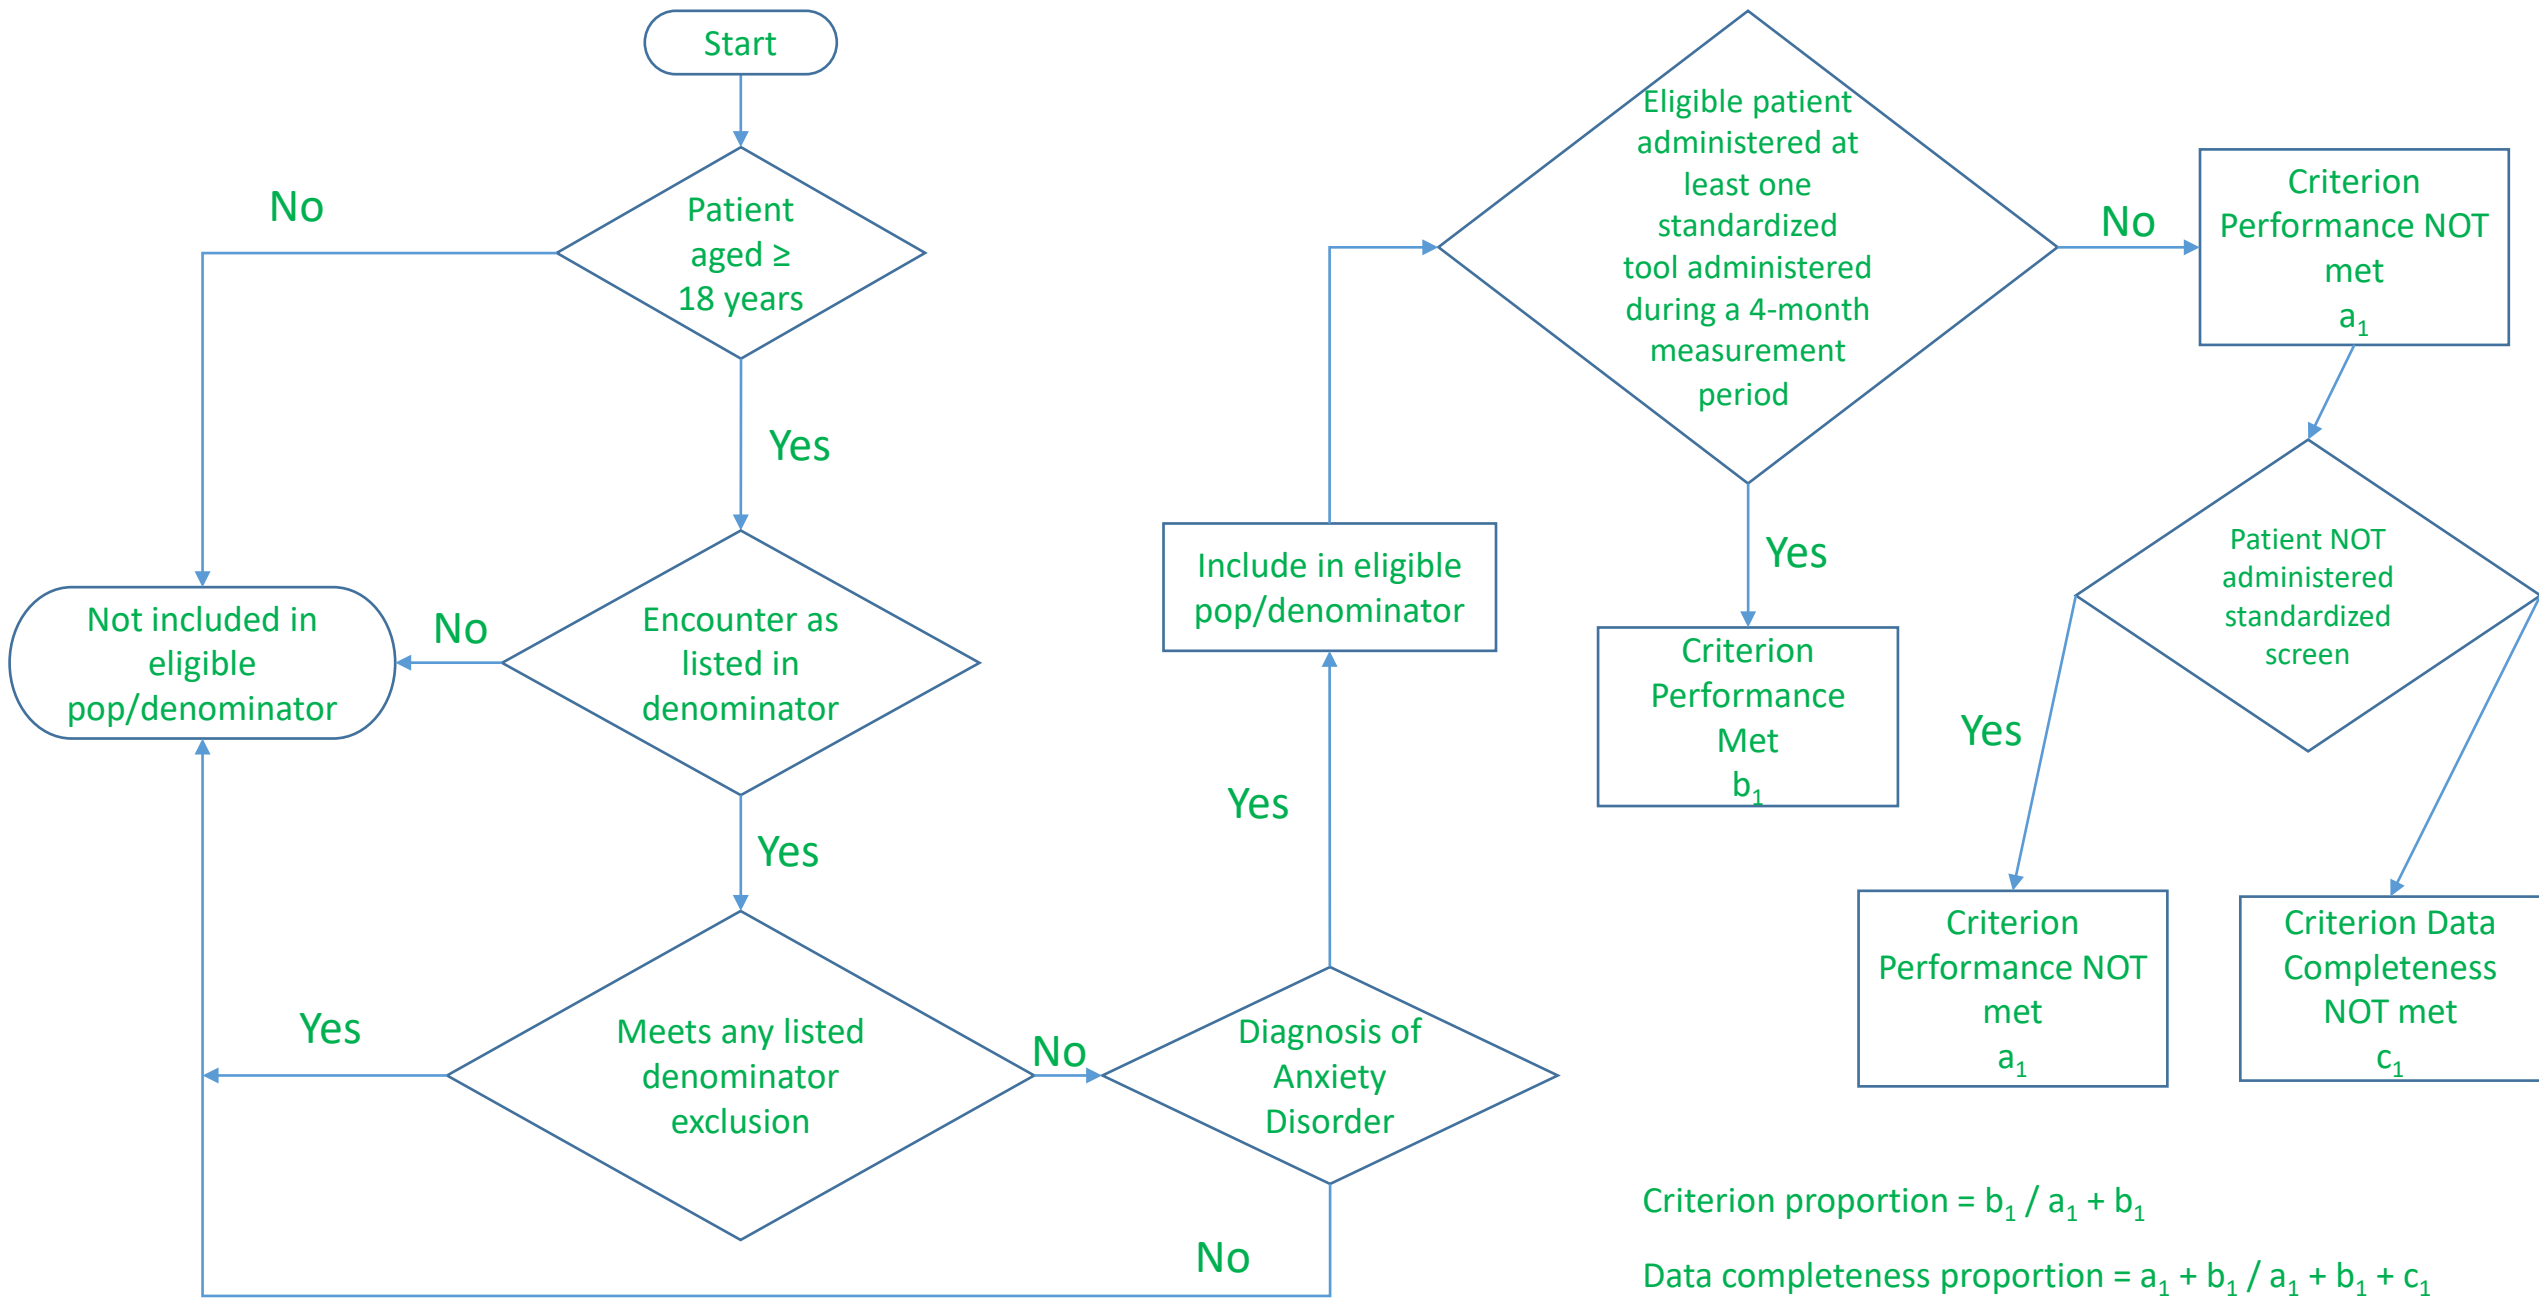 Start
Patient
aged ≥
18 years
No
Yes
Not included in
eligible
pop/denominator
No
Encounter as
listed in
denominator
Yes
Yes
Meets any listed
denominator
exclusion
No
Diagnosis of
Anxiety
Disorder
No
Yes
Include in eligible
pop/denominator
Eligible patient
administered at
least one
standardized
tool administered
during a 4-month
measurement
period
No
Yes
Criterion
Performance
Met
b₁
Criterion
Performance NOT
met
a₁
Patient NOT
administered
standardized
screen
Yes
Criterion
Performance NOT
met
a₁
Criterion Data
Completeness
NOT met
c₁
Criterion proportion = b₁ / a₁ + b₁
Data completeness proportion = a₁ + b₁ / a₁ + b₁ + c₁